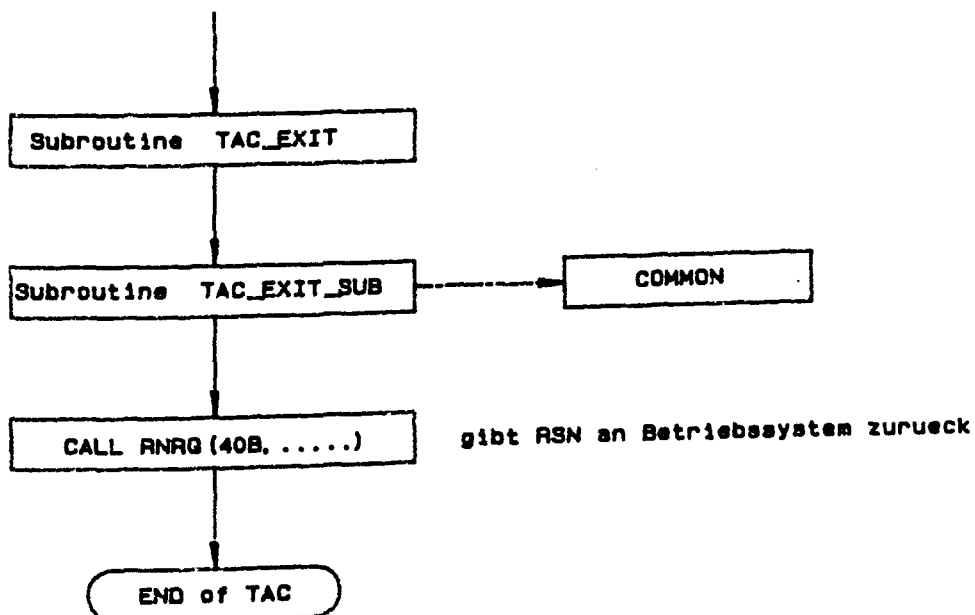 Subroutine TAC_EXIT
Subroutine TAC_EXIT_SUB
COMMON
CALL RNRQ (40B, .....)
gibt RSN an Betriebssystem zurueck
END of TAC